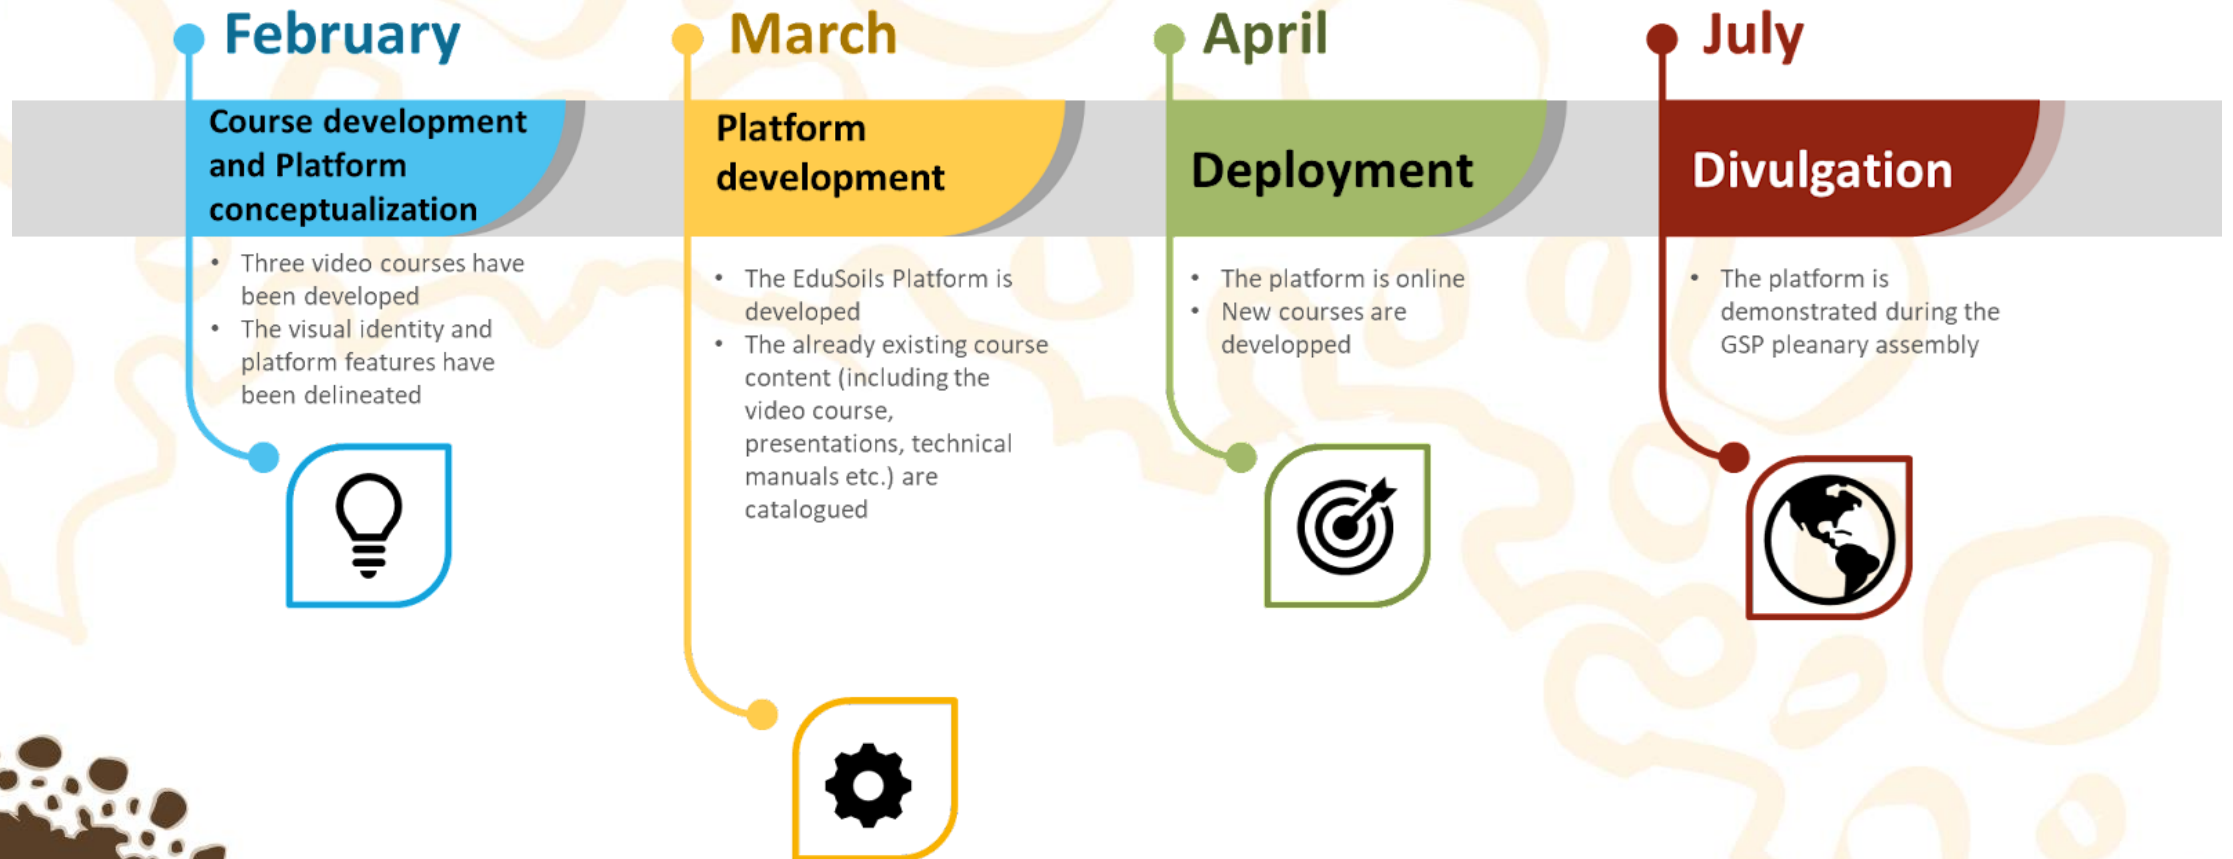 February
Course development
and Platform
conceptualization
• Three video courses have
been developed
• The visual identity and
platform features have
been delineated
March
Platform
development
• The EduSoils Platform is
developed
• The already existing course
content (including the
video course,
presentations, technical
manuals etc.) are
catalogued
April
Deployment
• The platform is online
• New courses are
developped
July
Divulgation
• The platform is
demonstrated during the
GSP pleanary assembly